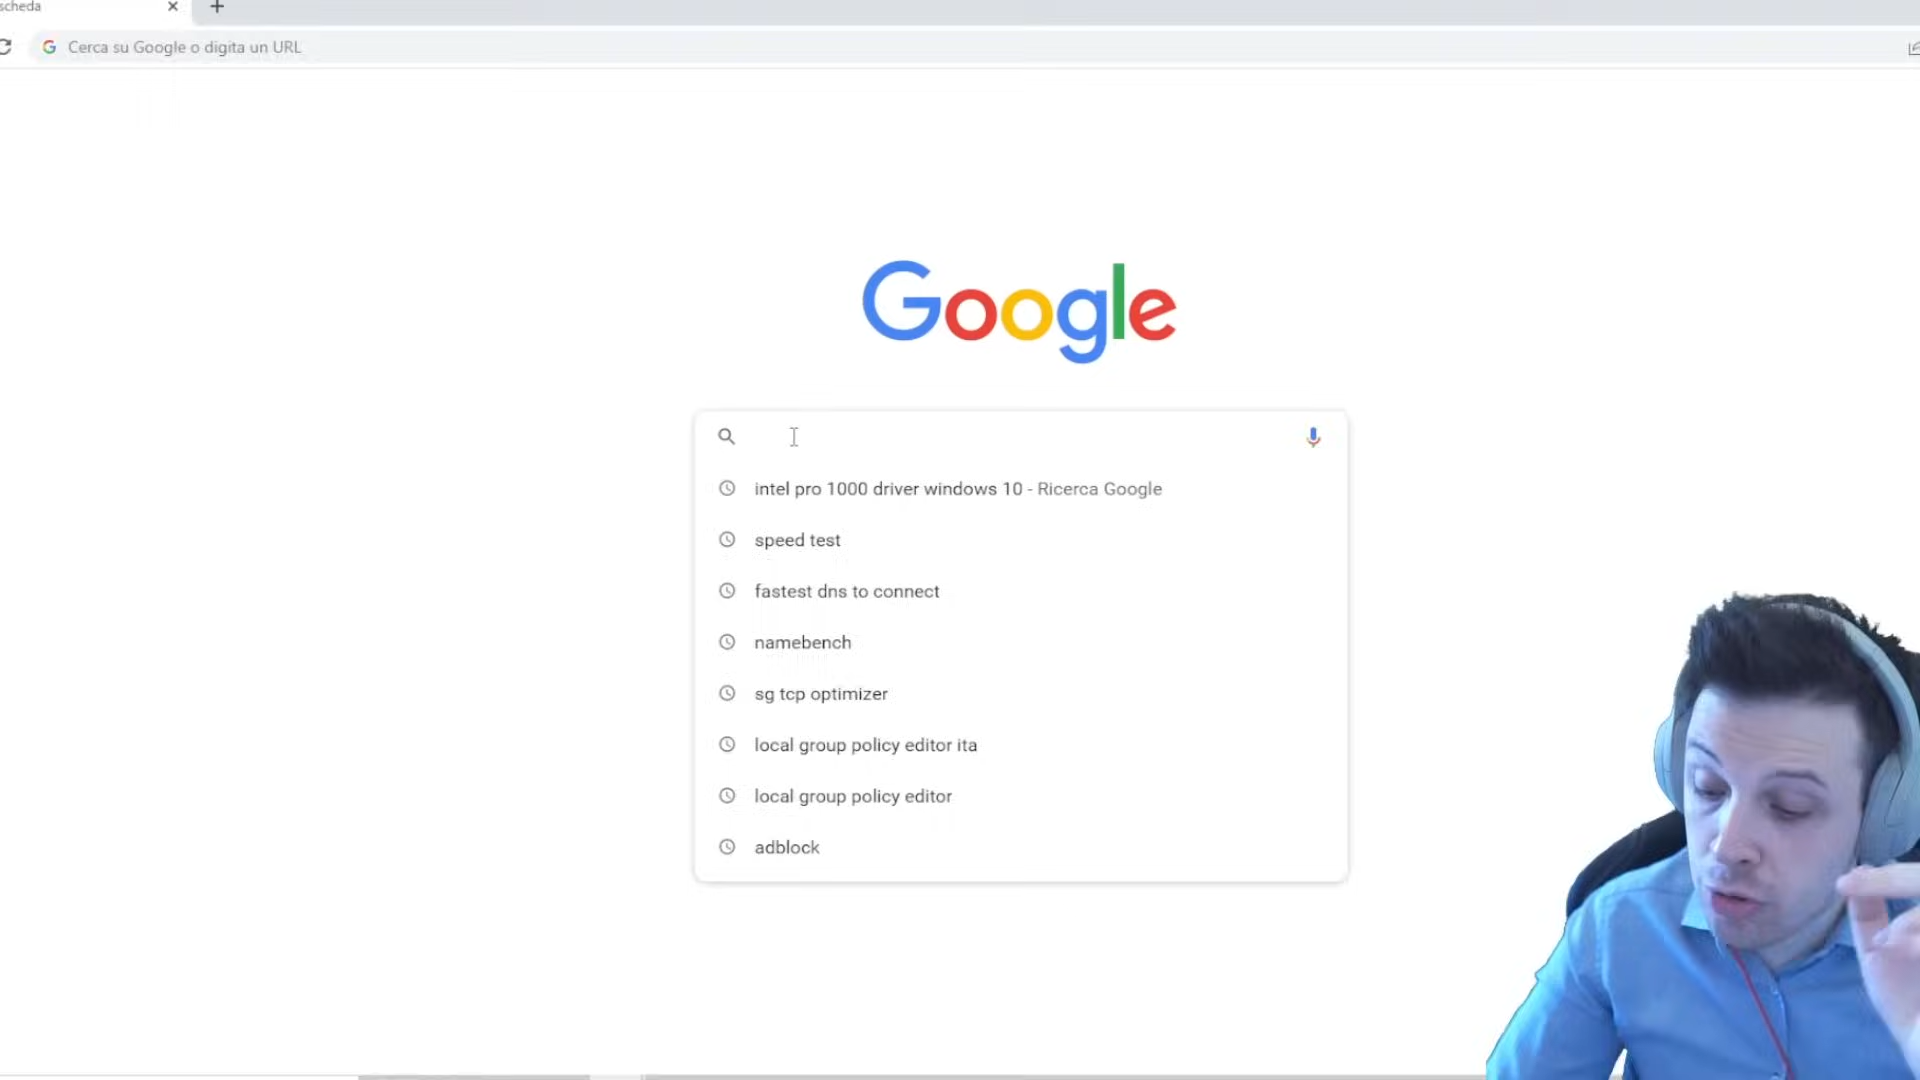 scheda
Cerca su Google o digita un URL
Google
intel pro 1000 driver windows 10 - Ricerca Google
speed test
fastest dns to connect
namebench
sg tcp optimizer
local group policy editor ita
local group policy editor
adblock